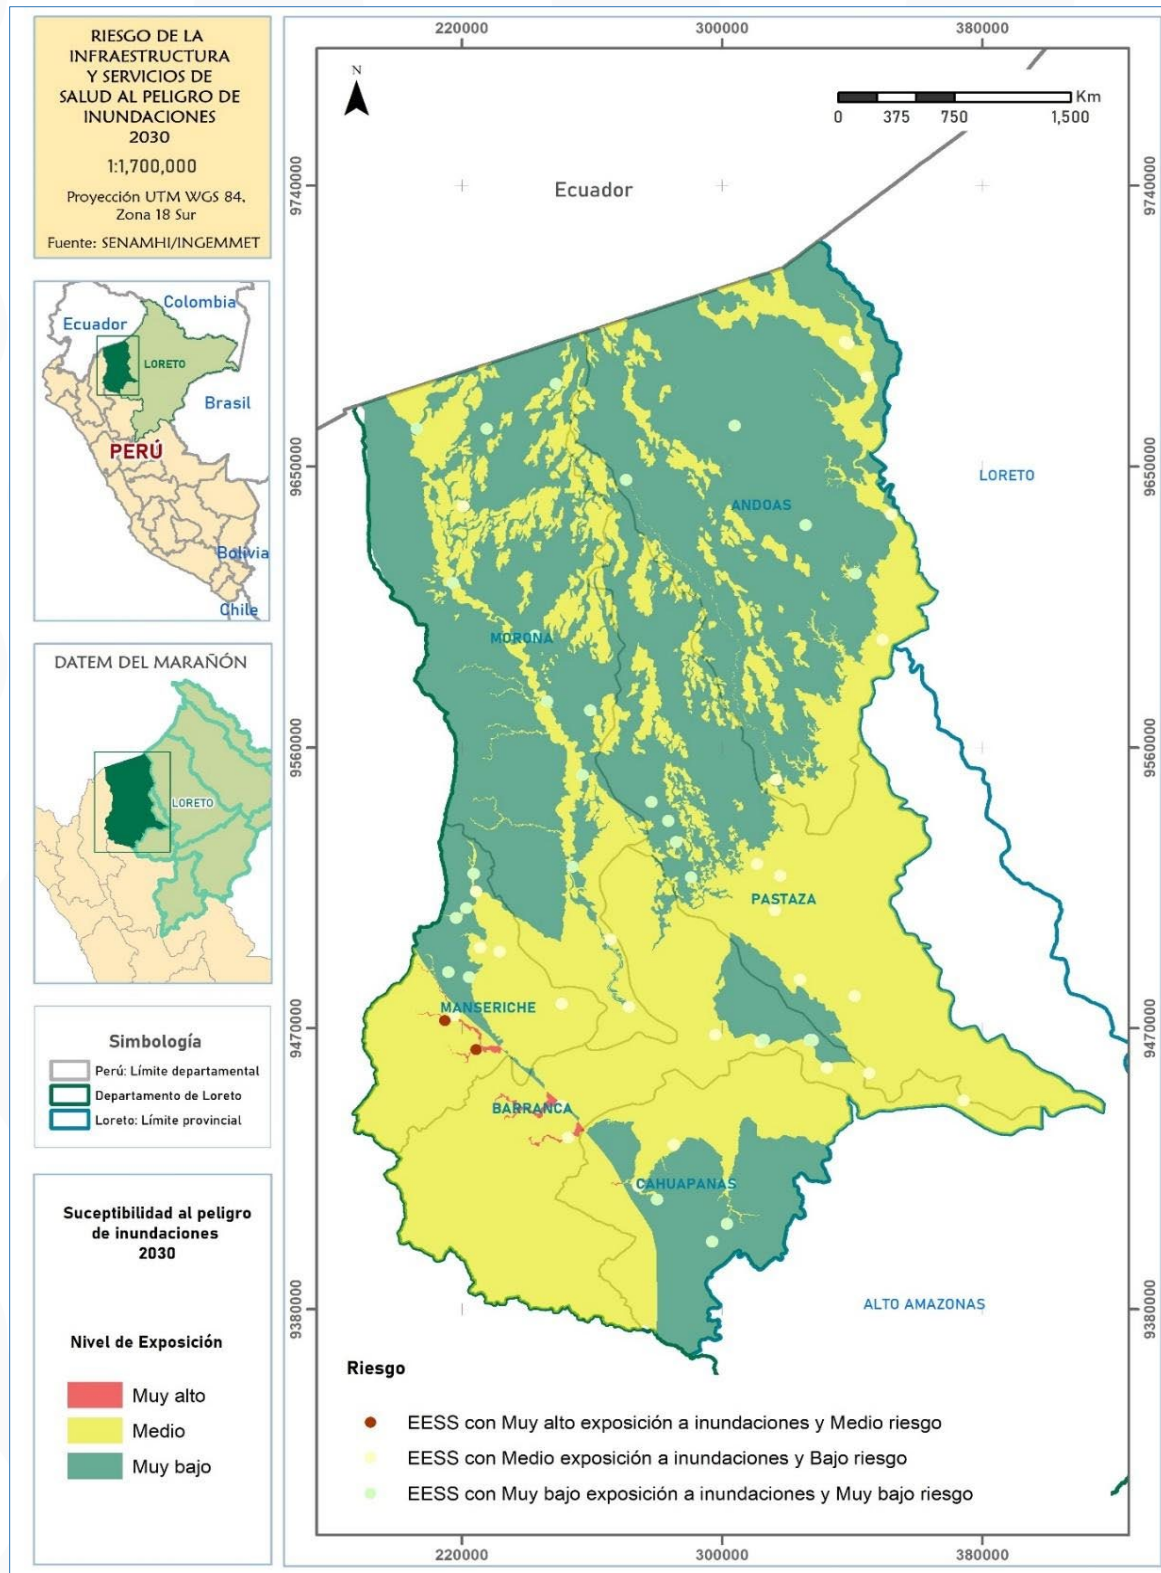 RIESGO DE LA
INFRAESTRUCTURA
Y SERVICIOS DE
SALUD AL PELIGRO DE
INUNDACIONES
2030
1:1,700,000
Proyección UTM WGS 84,
Zona 18 Sur
Fuente: SENAMHI/INGEMMET
Colombia
Ecuador
LORETO
Brasil
PERÚ
Bolivia
Chile
DATEM DEL MARAÑÓN
LORETO
Simbología
Perú: Límite departamental
Departamento de Loreto
Loreto: Límite provincial
Suceptibilidad al peligro
de inundaciones
2030
Nivel de Exposición
Muy alto
Medio
Muy bajo
220000
300000
380000
N
Km
0
375
750
1,500
9740000
9740000
Ecuador
9650000
9650000
LORETO
ANDOAS
MORONA
9560000
9560000
PASTAZA
9470000
9470000
MANSERICHE
BARRANCA
CAHUAPANAS
9380000
9380000
ALTO AMAZONAS
Riesgo
EESS con Muy alto exposición a inundaciones y Medio riesgo
EESS con Medio exposición a inundaciones y Bajo riesgo
EESS con Muy bajo exposición a inundaciones y Muy bajo riesgo
220000
300000
380000